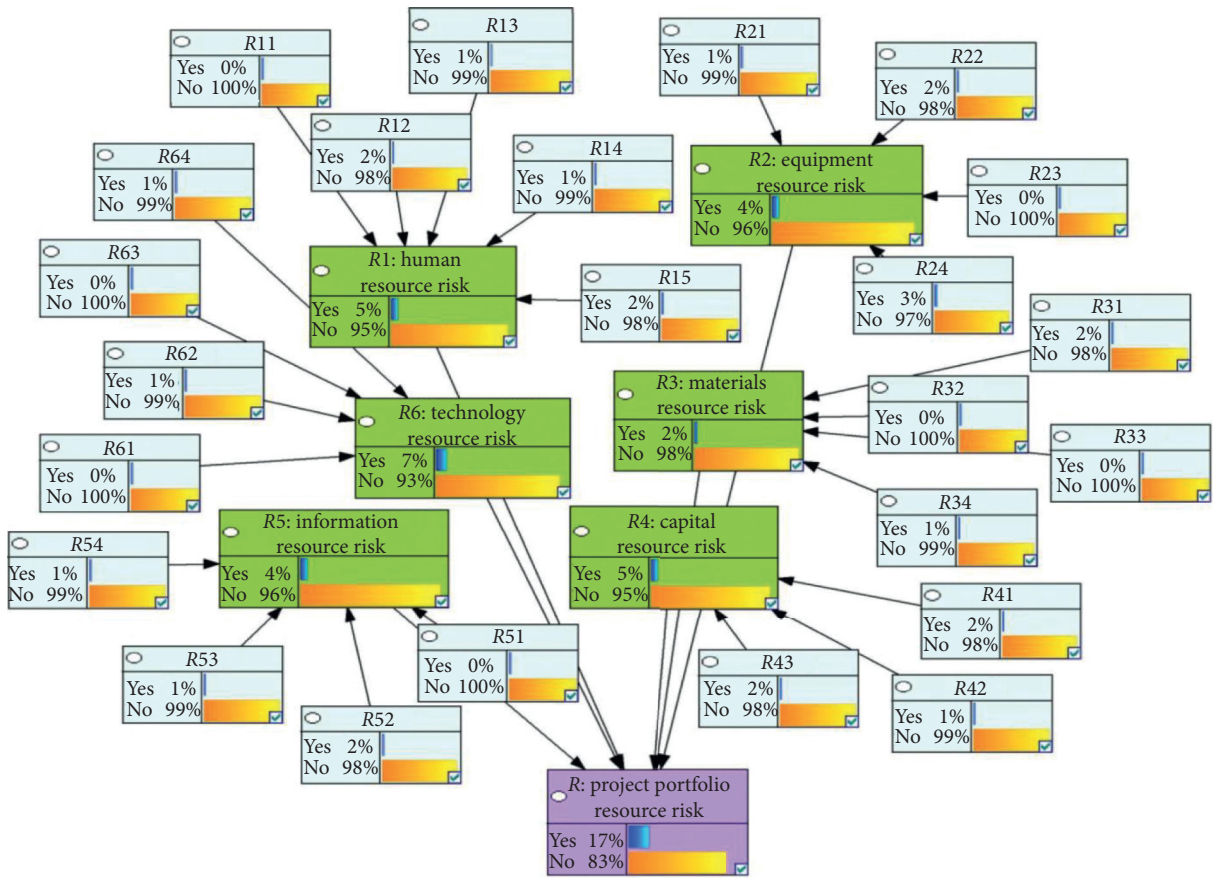 R11
Yes 0%
No 100%
R13
Yes 1%
No 99%
R21
Yes 1%
No 99%
R22
Yes 2%
No 98%
R12
Yes 2%
No 98%
R64
Yes 1%
No 99%
R14
Yes 1%
No 99%
R2: equipment
resource risk
Yes 4%
No 96%
R23
Yes 0%
No 100%
R63
Yes 0%
No 100%
R1: human
resource risk
Yes 5%
No 95%
R15
Yes 2%
No 98%
R24
Yes 3%
No 97%
R31
Yes 2%
No 98%
R62
Yes 1%
No 99%
R6: technology
resource risk
Yes 7%
No 93%
R3: materials
resource risk
Yes 2%
No 98%
R32
Yes 0%
No 100%
R33
Yes 0%
No 100%
R61
Yes 0%
No 100%
R34
Yes 1%
No 99%
R54
Yes 1%
No 99%
R5: information
resource risk
Yes 4%
No 96%
R4: capital
resource risk
Yes 5%
No 95%
R41
Yes 2%
No 98%
R53
Yes 1%
No 99%
R51
Yes 0%
No 100%
R43
Yes 2%
No 98%
R42
Yes 1%
No 99%
R52
Yes 2%
No 98%
R: project portfolio
resource risk
Yes 17%
No 83%